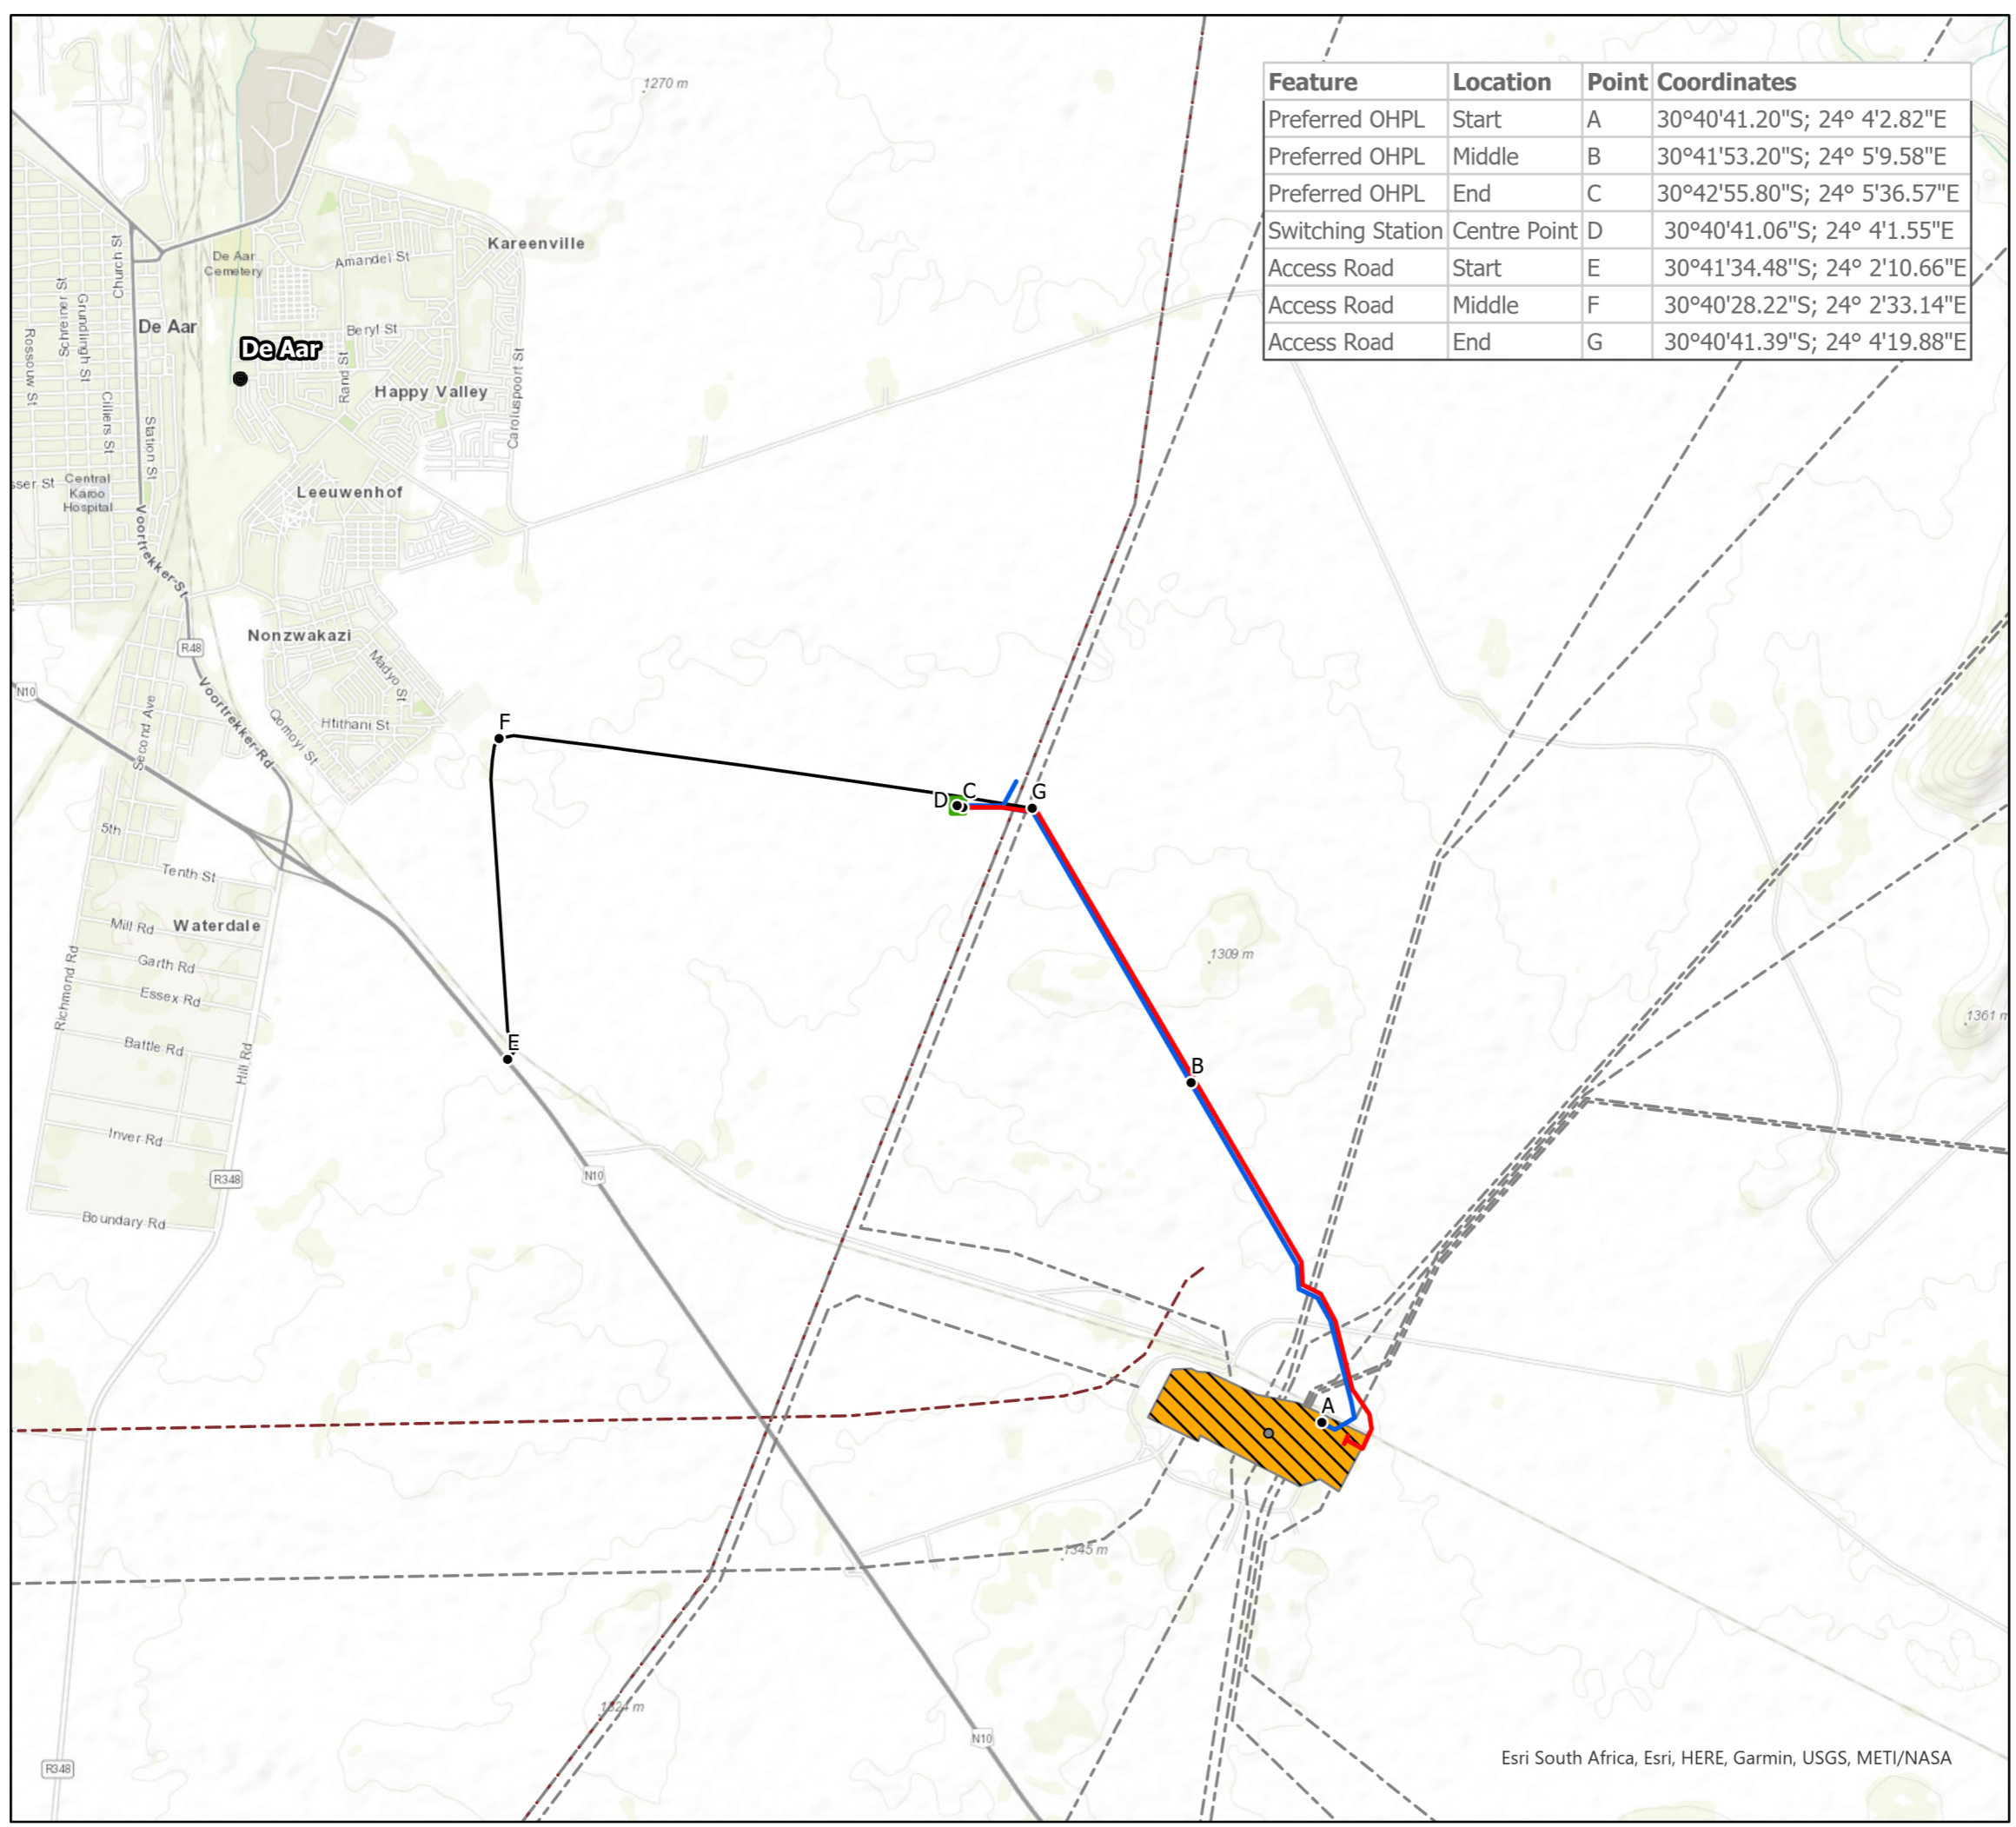 1270 m
Feature Location Point Coordinates
Preferred OHPL Start A 30°40'41.20"S; 24° 4'2.82"E
Preferred OHPL Middle B 30°41'53.20"S; 24° 5'9.58"E
Preferred OHPL End C 30°42'55.80"S; 24° 5'36.57"E
Switching Station Centre Point D 30°40'41.06"S; 24° 4'1.55"E
Access Road Start E 30°41'34.48"S; 24° 2'10.66"E
Access Road Middle F 30°40'28.22"S; 24° 2'33.14"E
Access Road End G 30°40'41.39"S; 24° 4'19.88"E
Kareenville
De Aar
Cemetery
Amandel St
Church St
Schreiner St
Grundlingh St
Rossouw St
De Aar
Beryl St
De Aar
Rand St
Happy Valley
Caroluspoort St
Cilliers St
Station St
sser St
Central
Karoo
Hospital
Leeuwenhof
Voortrekker-St
Nonzwakazi
R48
Madyo St
N10
Voortrekker-Rd
Second Ave
Qomoyi St
Htithani St
F
D
C
G
5th
Tenth St
Mill Rd
Waterdale
Garth Rd
1309 m
Essex Rd
Richmond Rd
1361 m
Battle Rd
Hill Rd
E
B
Inver Rd
R348
N10
Boundary Rd
A
1345 m
1324 m
N10
R348
Esri South Africa, Esri, HERE, Garmin, USGS, METI/NASA